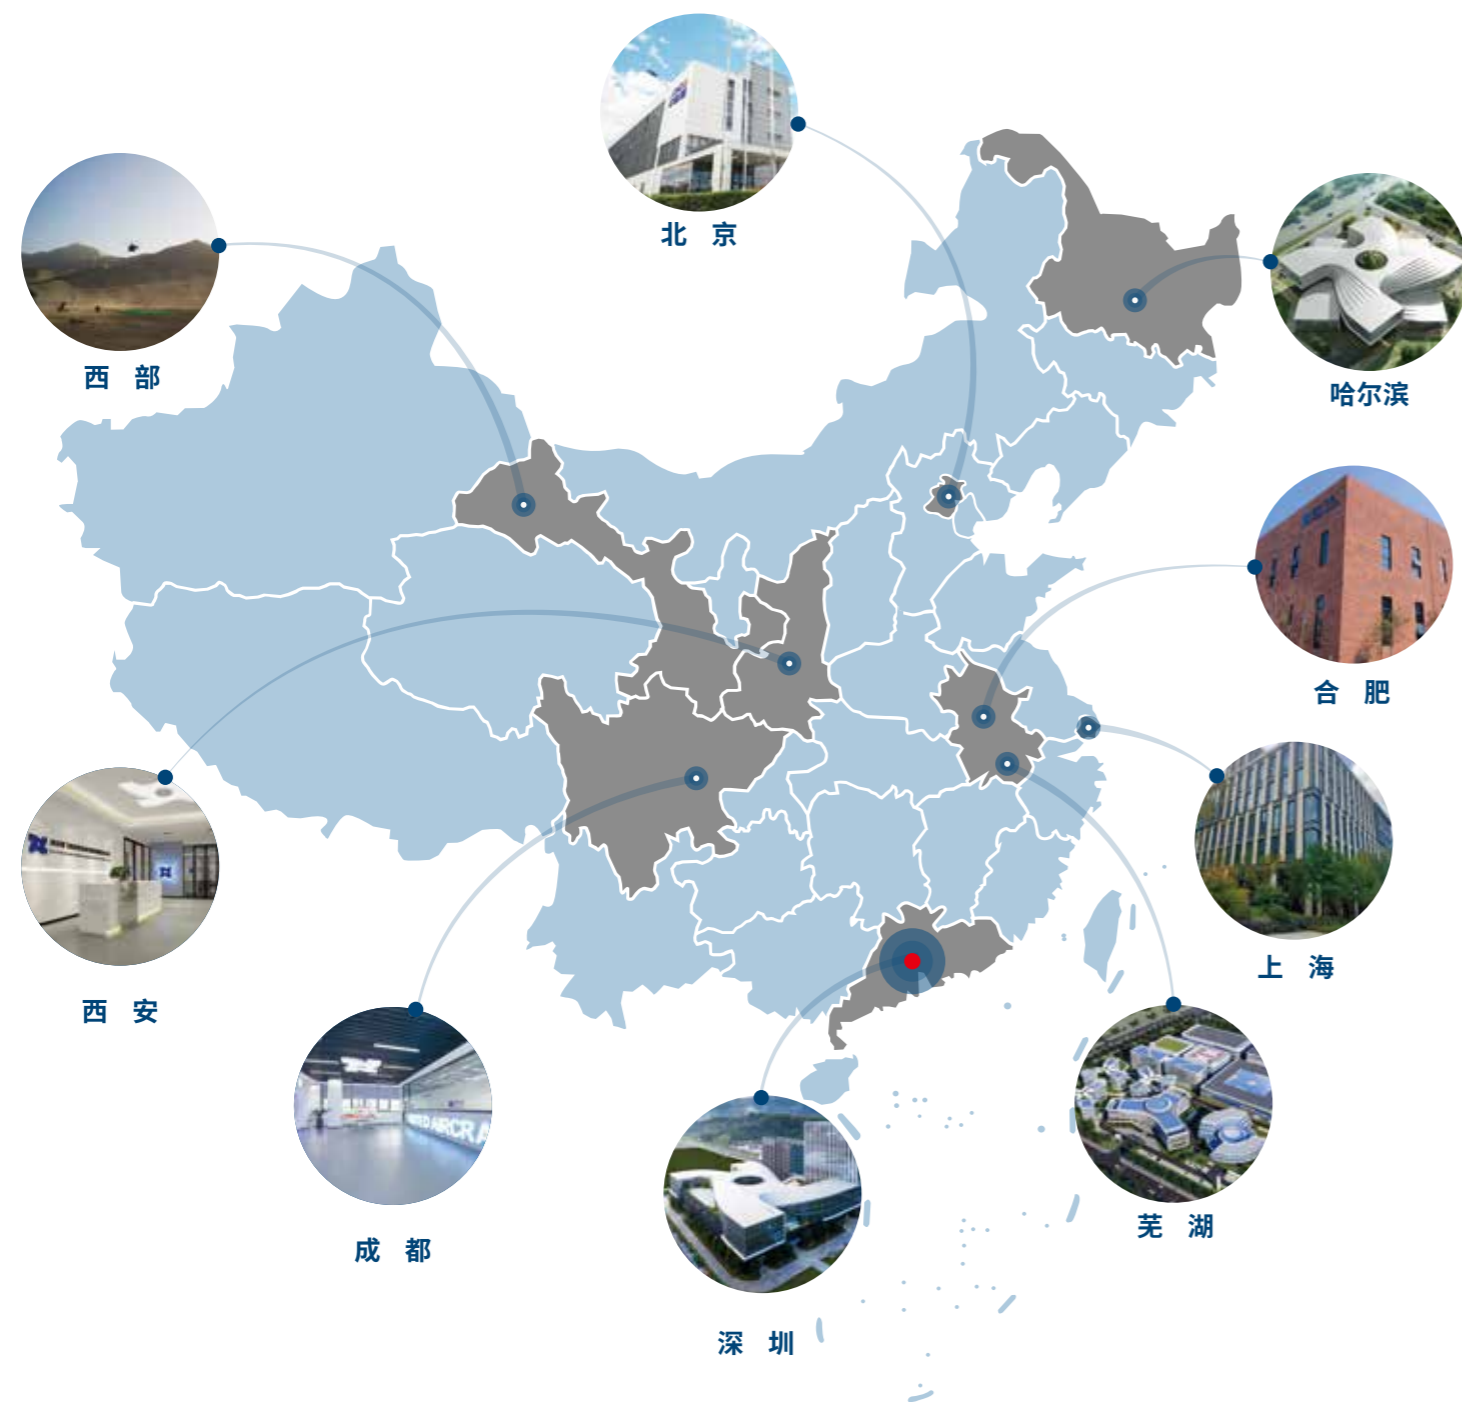 北 京
西 部
哈尔滨
合 肥
上 海
西 安
芜 湖
成 都
深 圳